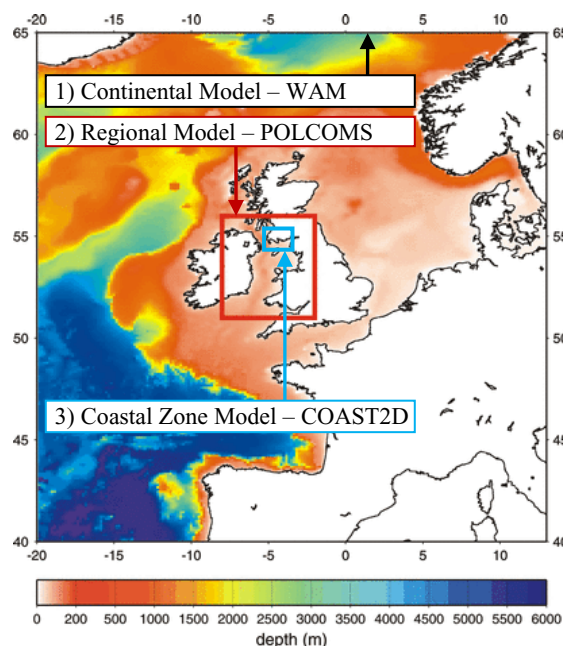 -20 -15 -10 -5 0 5 10
65 65
1) Continental Model – WAM
60 60
2) Regional Model – POLCOMS
55 55
50 50
3) Coastal Zone Model – COAST2D
45 45
40 40
-20 -15 -10 -5 0 5 10
0 200 500 1000 1500 2000 2500 3000 3500 4000 4500 5000 5500 6000
depth (m)